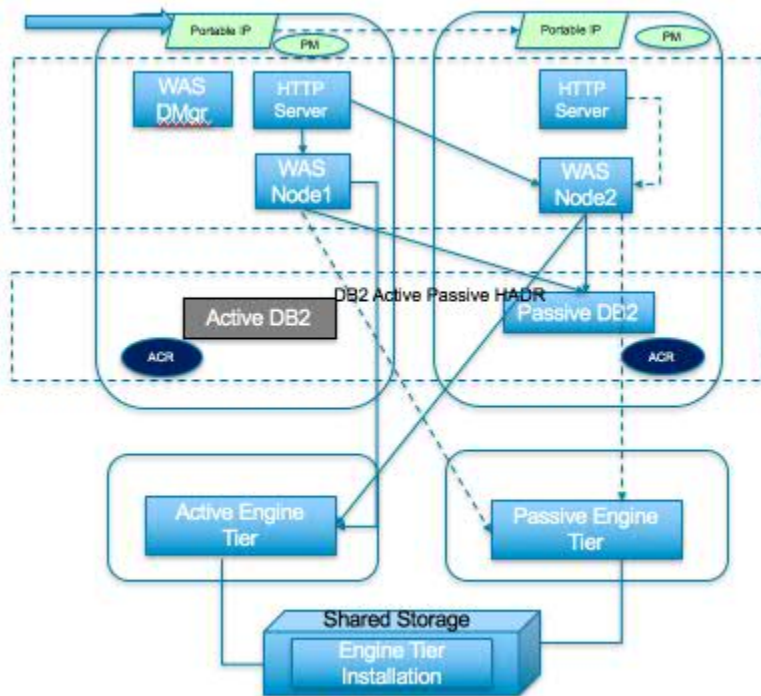 Portable IP
PM
Portable IP
PM
WAS
DMgr
HTTP
Server
HTTP
Server
WAS
Node1
WAS
Node2
DB2 Active Passive HADR
Active DB2
Passive DB2
ACR
ACR
Active Engine
Tier
Passive Engine
Tier
Shared Storage
Engine Tier
Installation